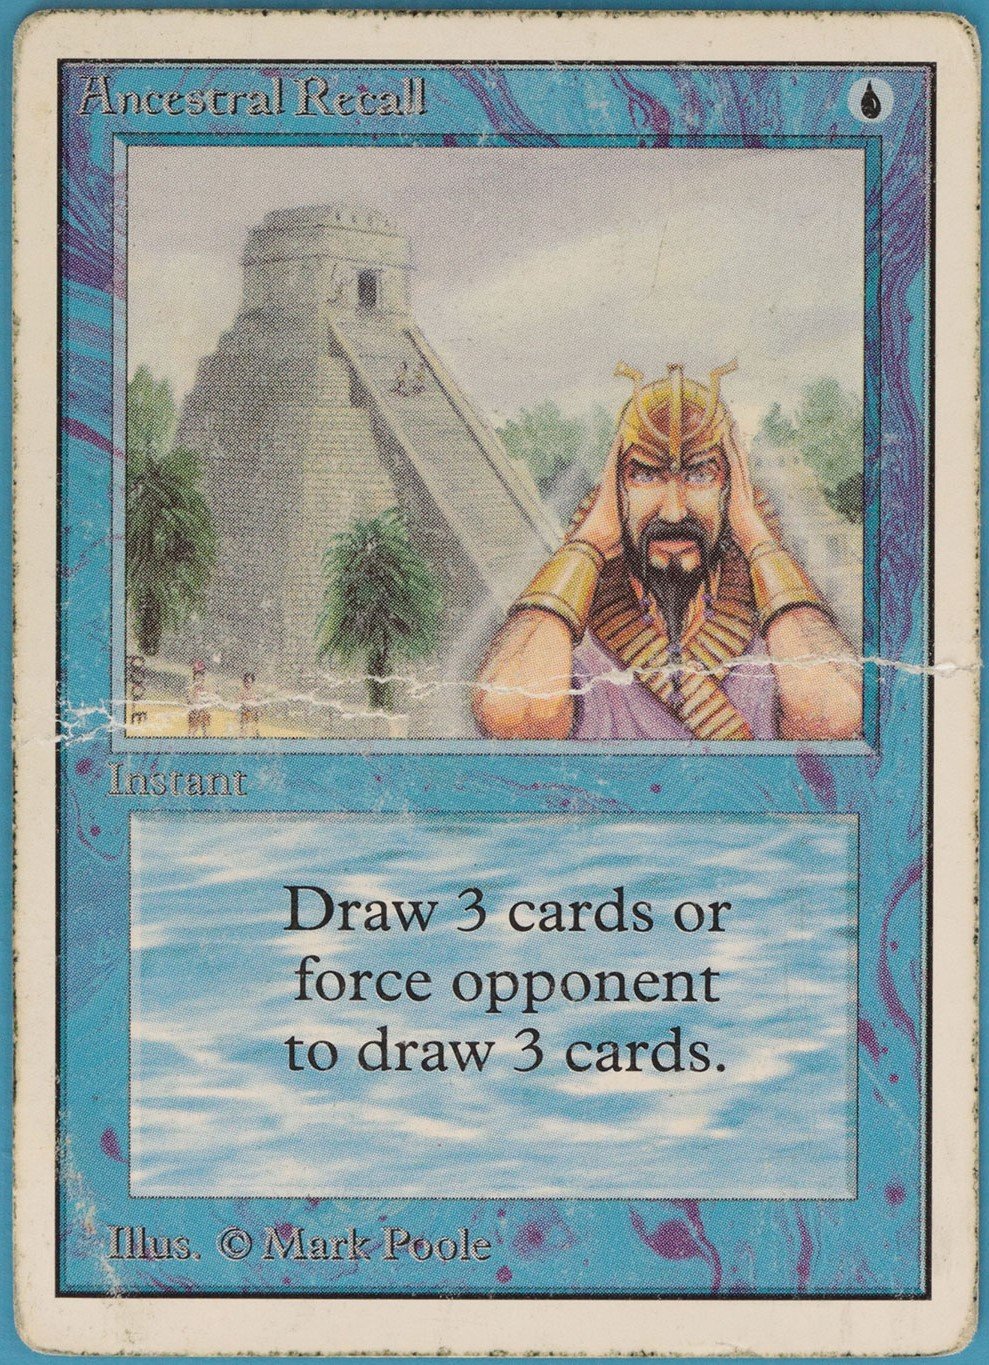 Ancestral Recall
Instant
Draw 3 cards or
force opponent
to draw 3 cards.
Illus. © Mark Poole